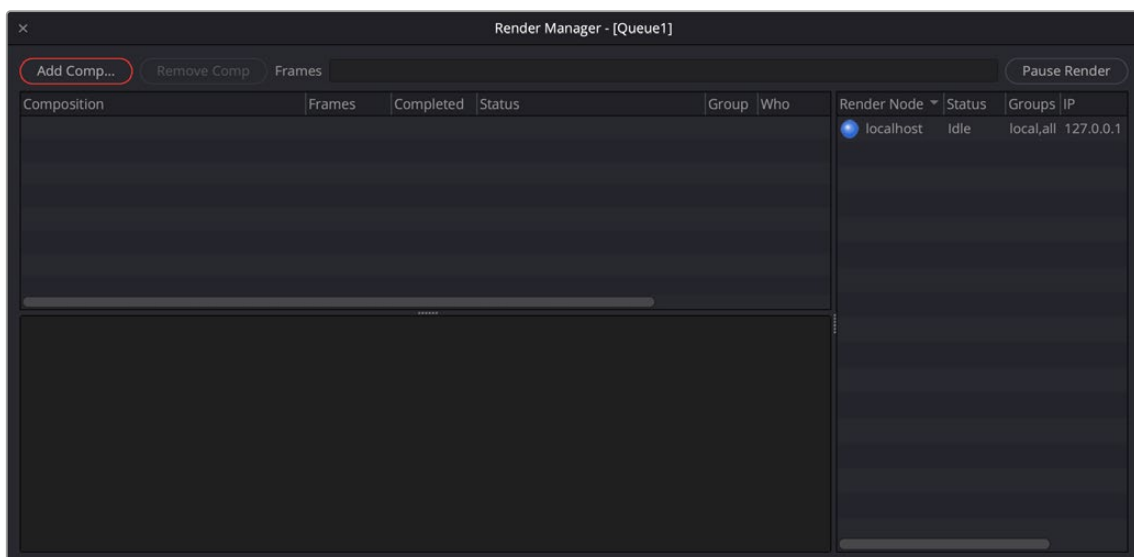 Render Manager - [Queue1]
Add Comp... Remove Comp Frames Pause Render
Composition Frames Completed Status Group Who Render Node Status Groups IP
localhost Idle local,all 127.0.0.1